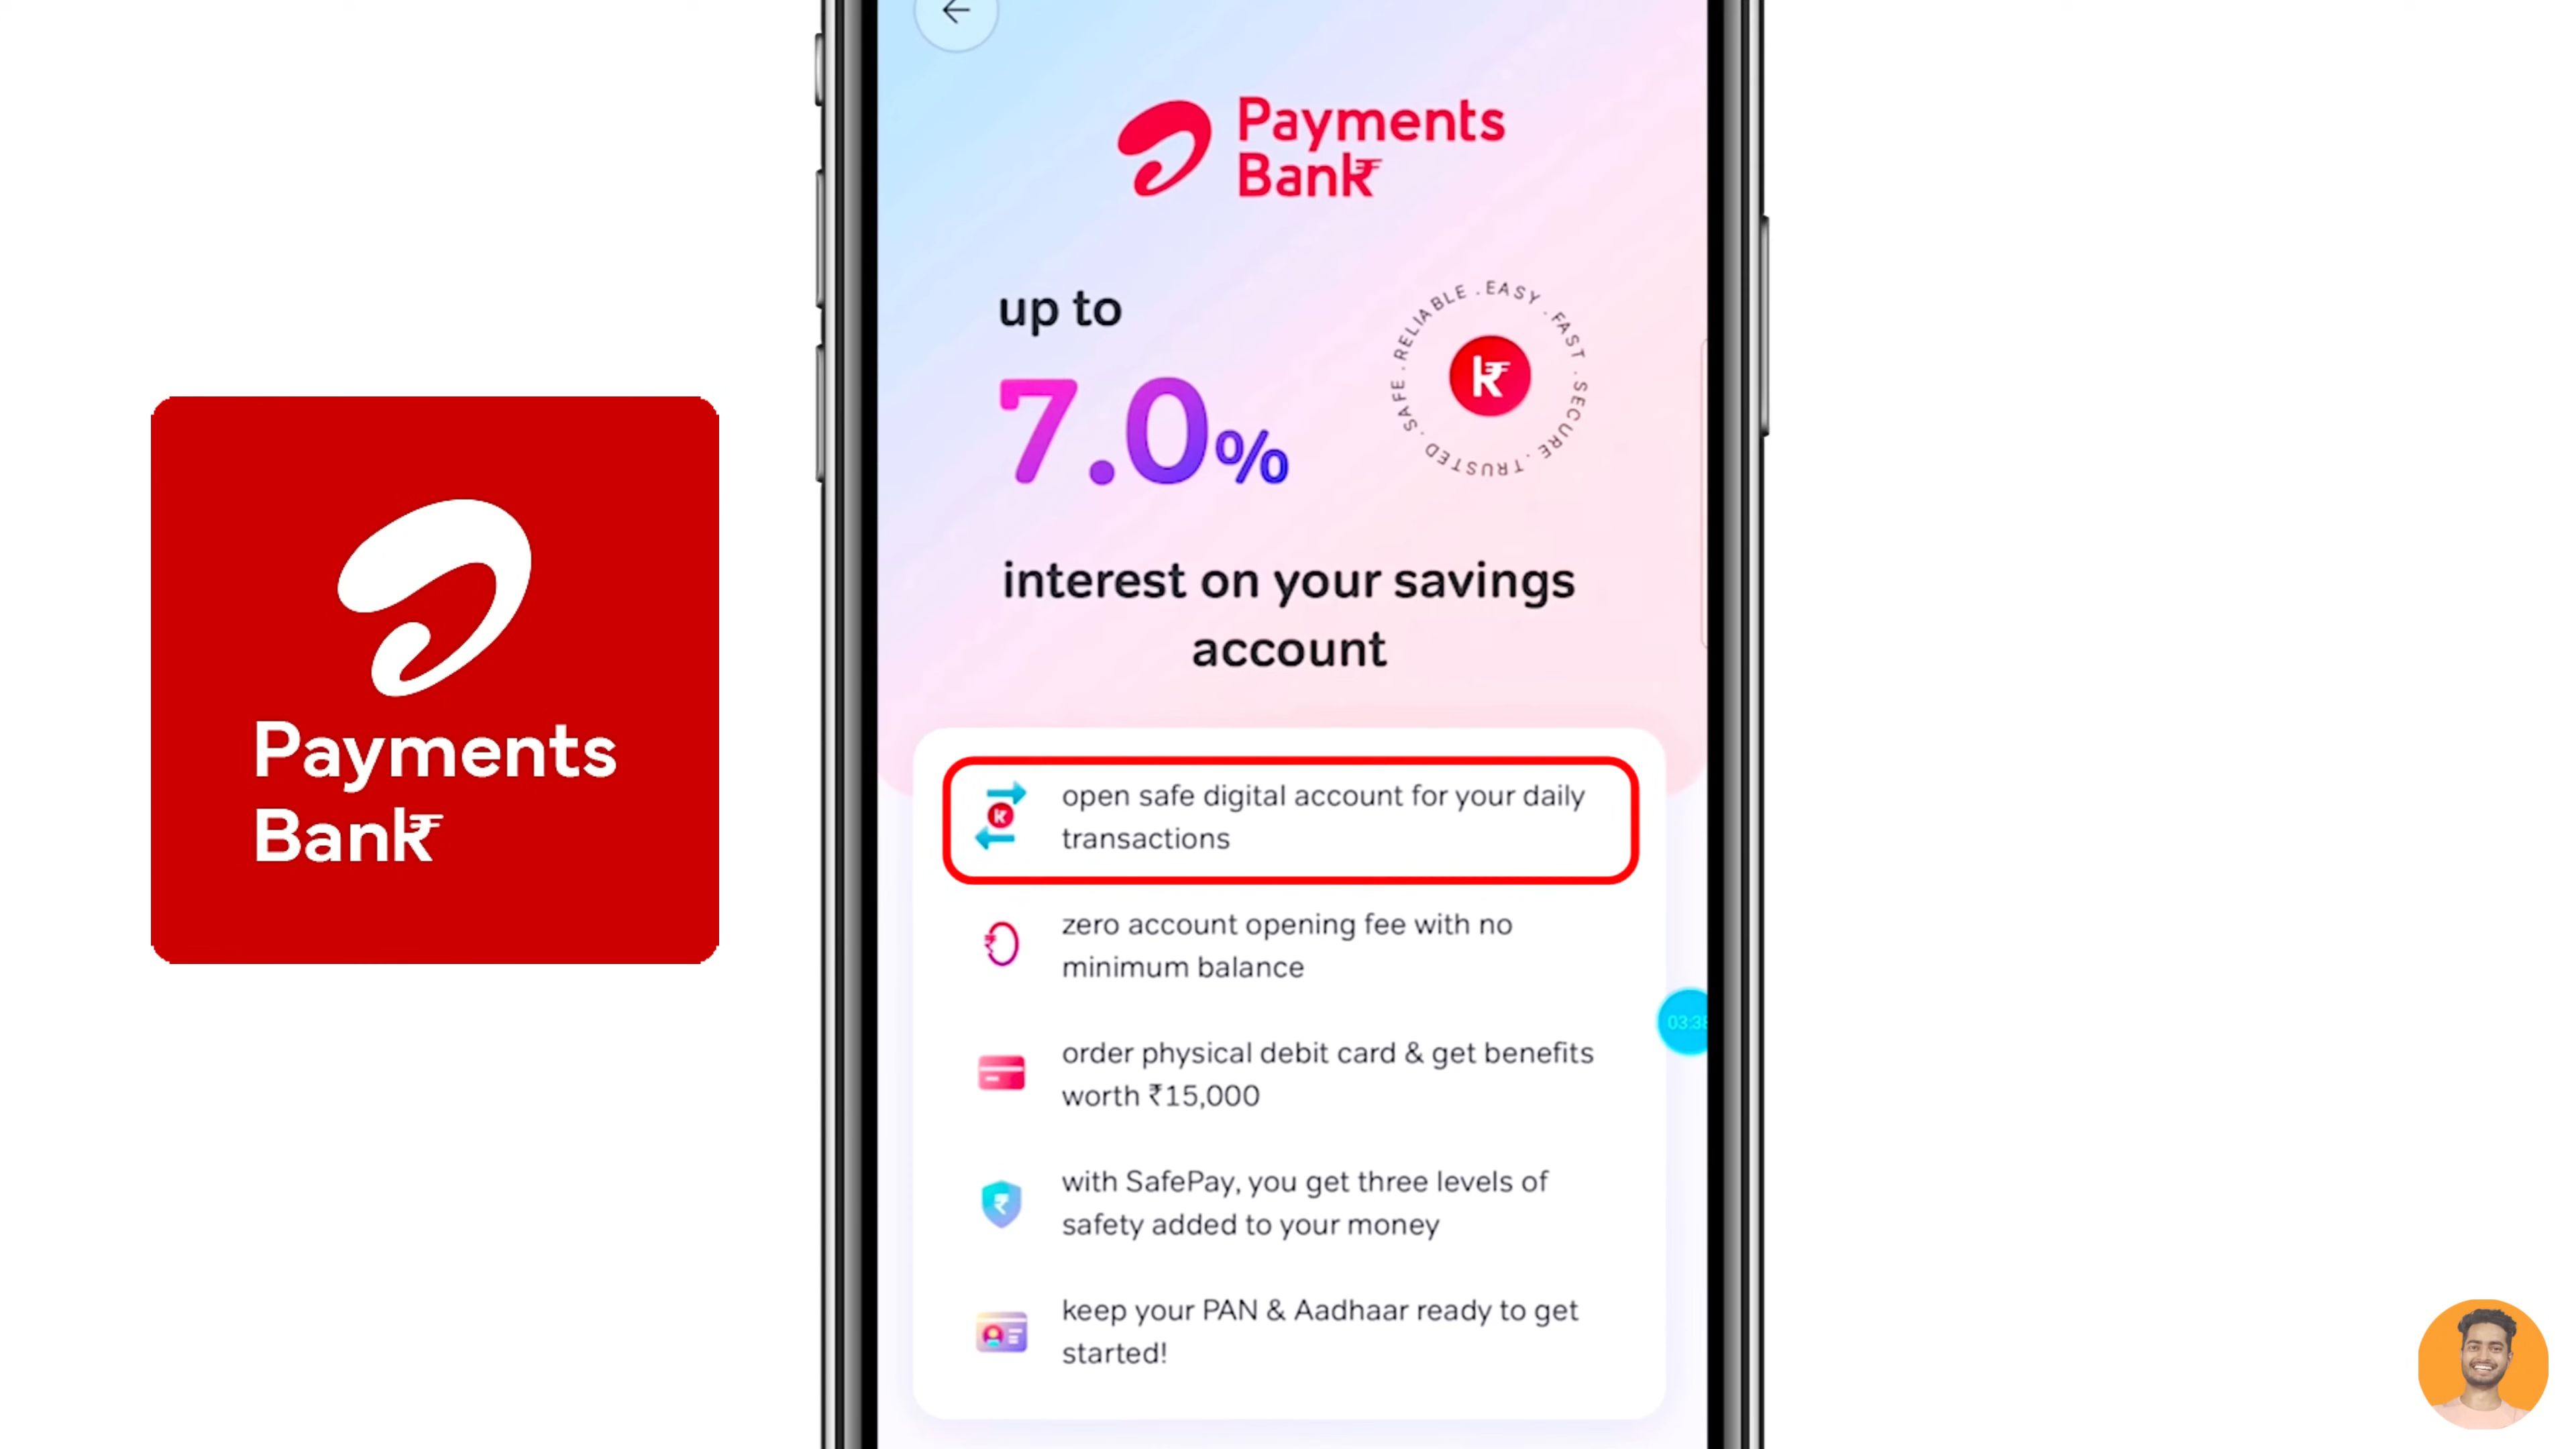 Payments
Bank
Payments
Bank
up to
7.0%
SAFE . RELIABLE . EASY . FAST . SECURE . TRUSTED .
k₹
interest on your savings
account
open safe digital account for your daily
transactions
zero account opening fee with no
minimum balance
order physical debit card & get benefits
worth ₹15,000
with SafePay, you get three levels of
safety added to your money
keep your PAN & Aadhaar ready to get
started!
03:38